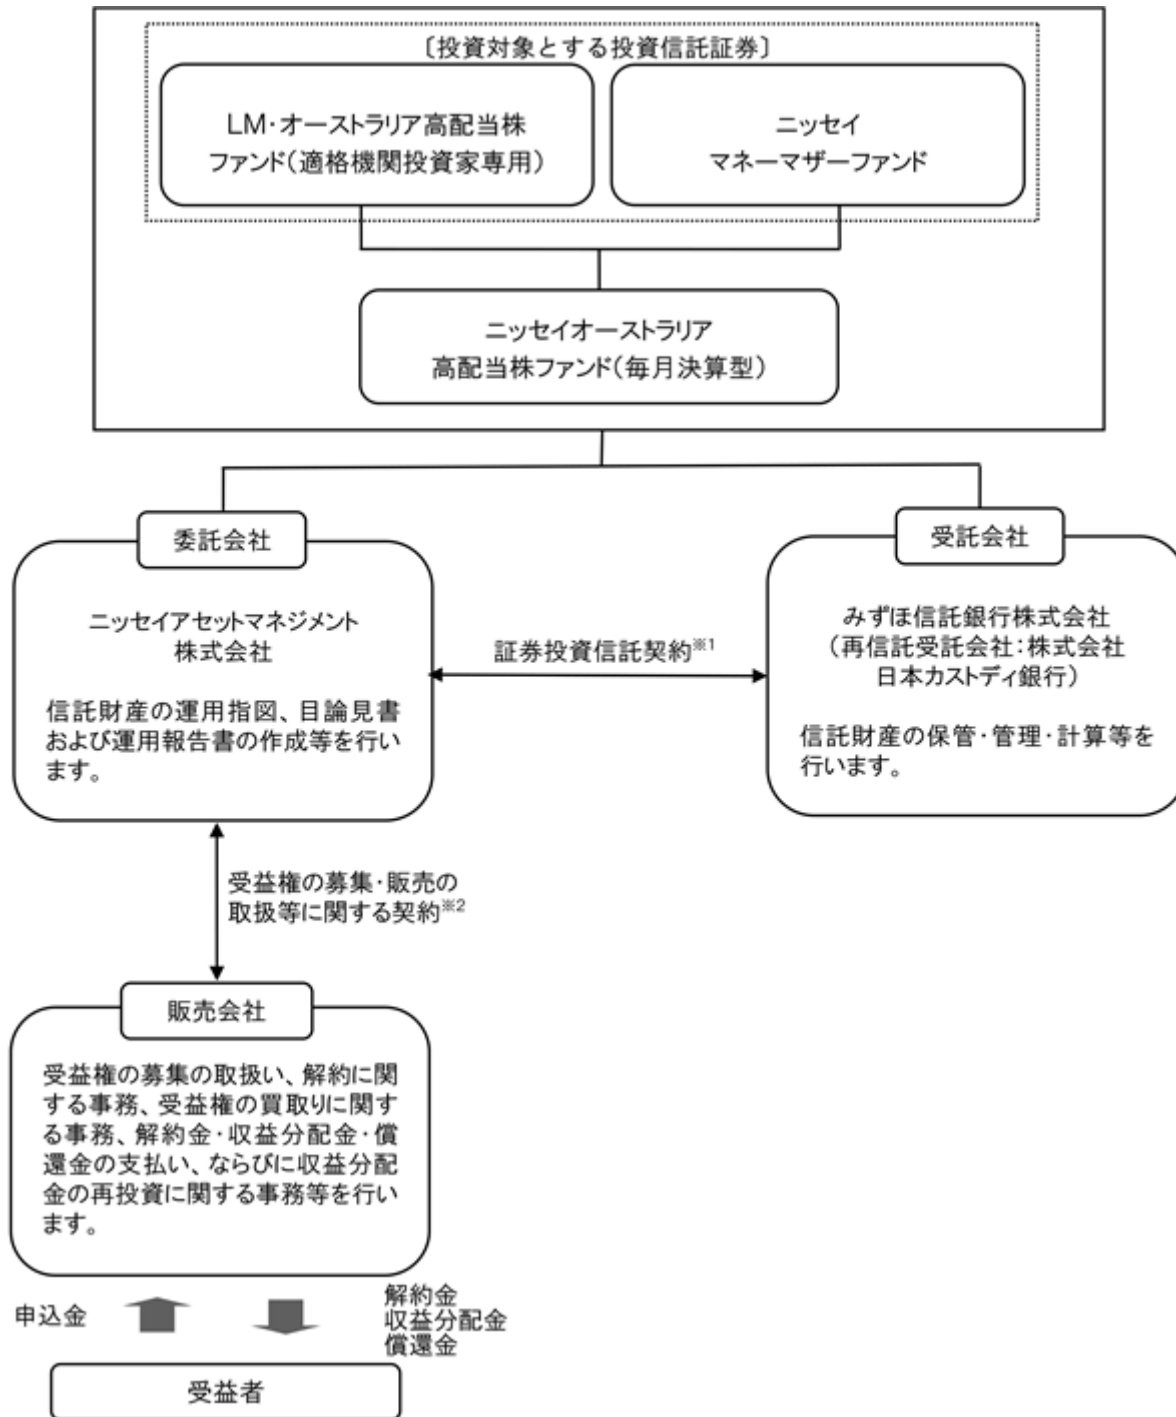 〔投資対象とする投資信託証券〕
LM・オーストラリア高配当株
ファンド(適格機関投資家専用)
ニッセイ
マネーマザーファンド
ニッセイオーストラリア
高配当株ファンド(毎月決算型)
委託会社
ニッセイアセットマネジメント
株式会社
信託財産の運用指図、目論見書
および運用報告書の作成等を行い
ます。
証券投資信託契約※1
受託会社
みずほ信託銀行株式会社
(再信託受託会社:株式会社
日本カストディ銀行)
信託財産の保管・管理・計算等を
行います。
受益権の募集・販売の
取扱等に関する契約※2
販売会社
受益権の募集の取扱い、解約に関
する事務、受益権の買取りに関す
る事務、解約金・収益分配金・償
還金の支払い、ならびに収益分配
金の再投資に関する事務等を行い
ます。
申込金
解約金
収益分配金
償還金
受益者